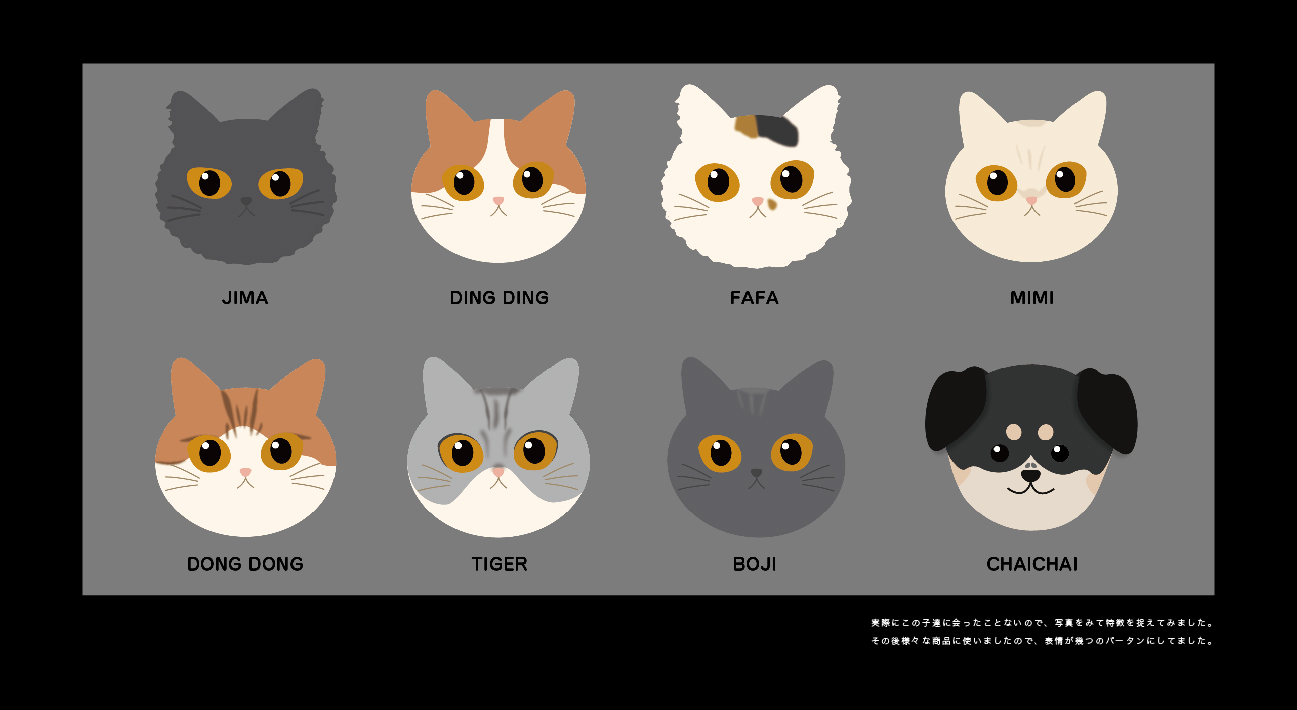 JIMA
DING DING
FAFA
MIMI
DONG DONG
TIGER
BOJI
CHAICHAI
実際にこの子達に会ったことないので、写真をみて特徴を捉えてみました。
その後様々な商品に使いましたので、表情が幾つのパータンにしてました。